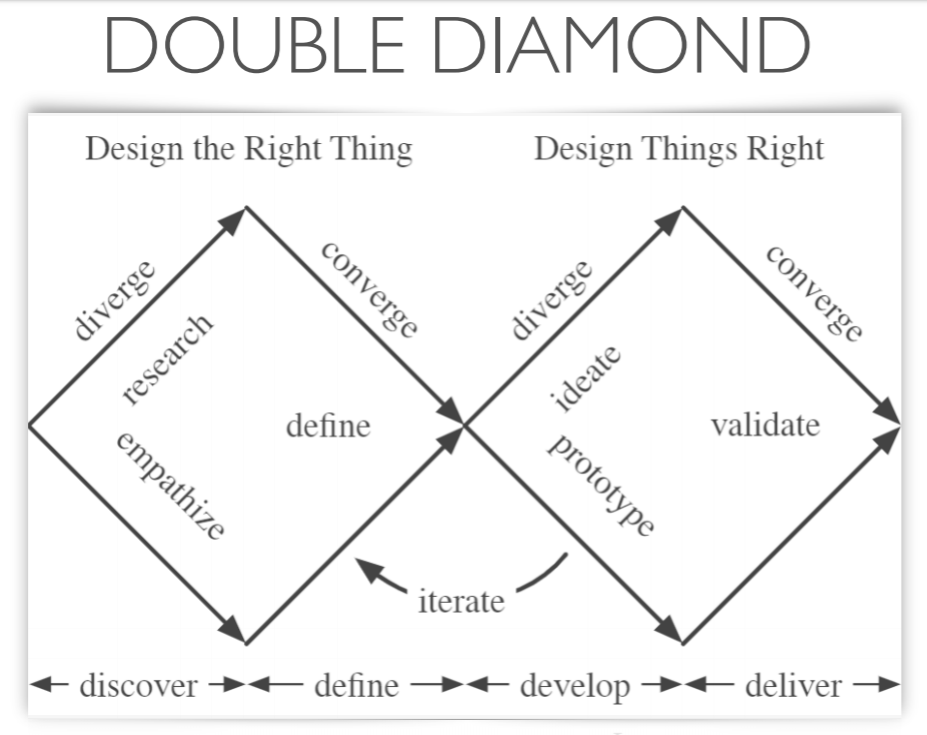 DOUBLE DIAMOND
Design the Right Thing
Design Things Right
diverge
converge
research
empathize
define
diverge
converge
ideate
prototype
validate
iterate
discover
define
develop
deliver